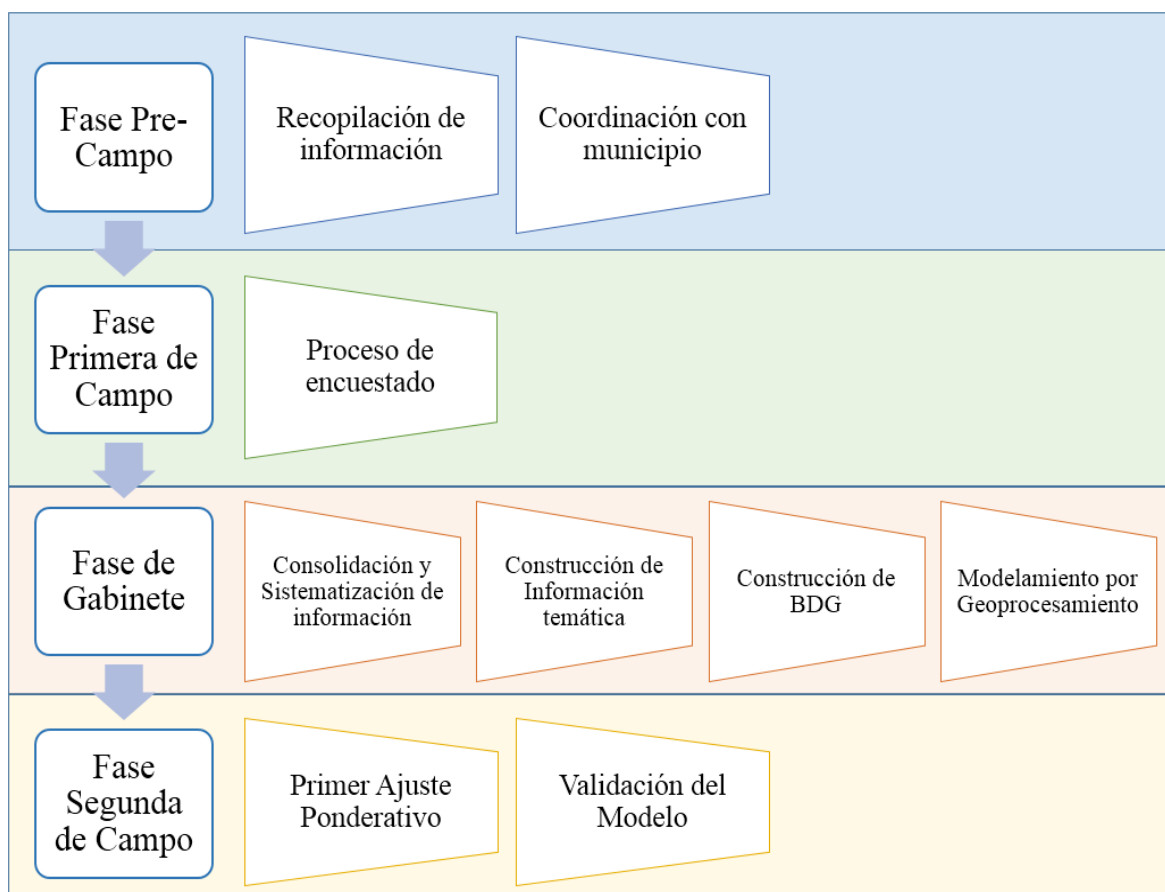 Fase Pre-
Campo
Recopilación de
información
Coordinación con
municipio
Fase
Primera de
Campo
Proceso de
encuestado
Fase de
Gabinete
Consolidación y
Sistematización de
información
Construcción de
Información
temática
Construcción de
BDG
Modelamiento por
Geoprocesamiento
Fase
Segunda
de Campo
Primer Ajuste
Ponderativo
Validación del
Modelo